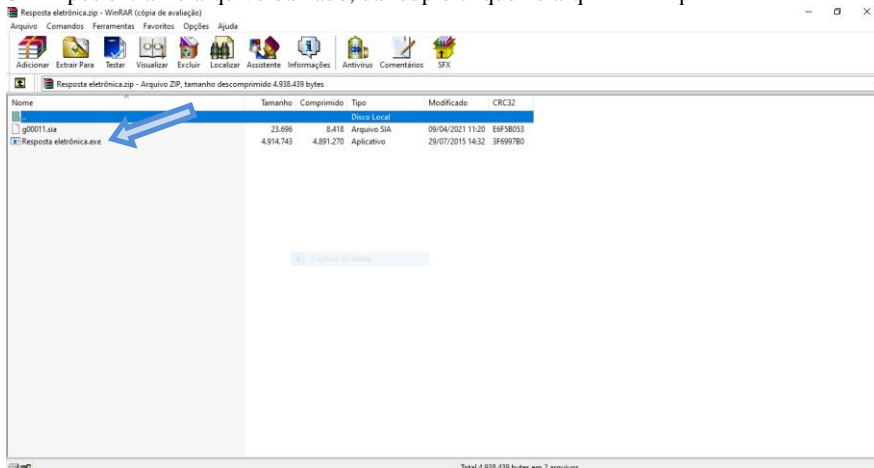 Resposta eletrônica.zip - WinRAR (cópia de avaliação)
Arquivo Comandos Ferramentas Favoritos Opções Ajuda
Adicionar Extrair Para Testar Visualizar Excluir Localizar Assistente Informações Antivírus Comentários SFX
Resposta eletrônica.zip - Arquivo ZIP, tamanho descomprimido 4.938.439 bytes
Nome Tamanho Comprimido Tipo Modificado CRC32
.. Disco Local
g00011.sia 23.696 8.418 Arquivo SIA 09/04/2021 11:20 E6F5B053
Resposta eletrônica.exe 4.914.743 4.891.270 Aplicativo 29/07/2015 14:32 3F6997B0
Captura de Tela
Total 4.938.439 bytes em 2 arquivos